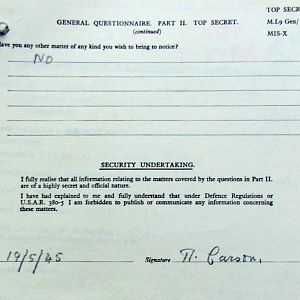 TOP SECRET
GENERAL QUESTIONNAIRE. PART II. TOP SECRET.
M.I.9 Gen/
(continued)
MIS-X
Have you any other matter of any kind you wish to bring to notice?
NO
SECURITY UNDERTAKING.
I fully realise that all information relating to the matters covered by the questions in Part II.
are of a highly secret and official nature.
I have had explained to me and fully understand that under Defence Regulations or
U.S.A.R. 380-5 I am forbidden to publish or communicate any information concerning
these matters.
19/5/45 Signature Carson.